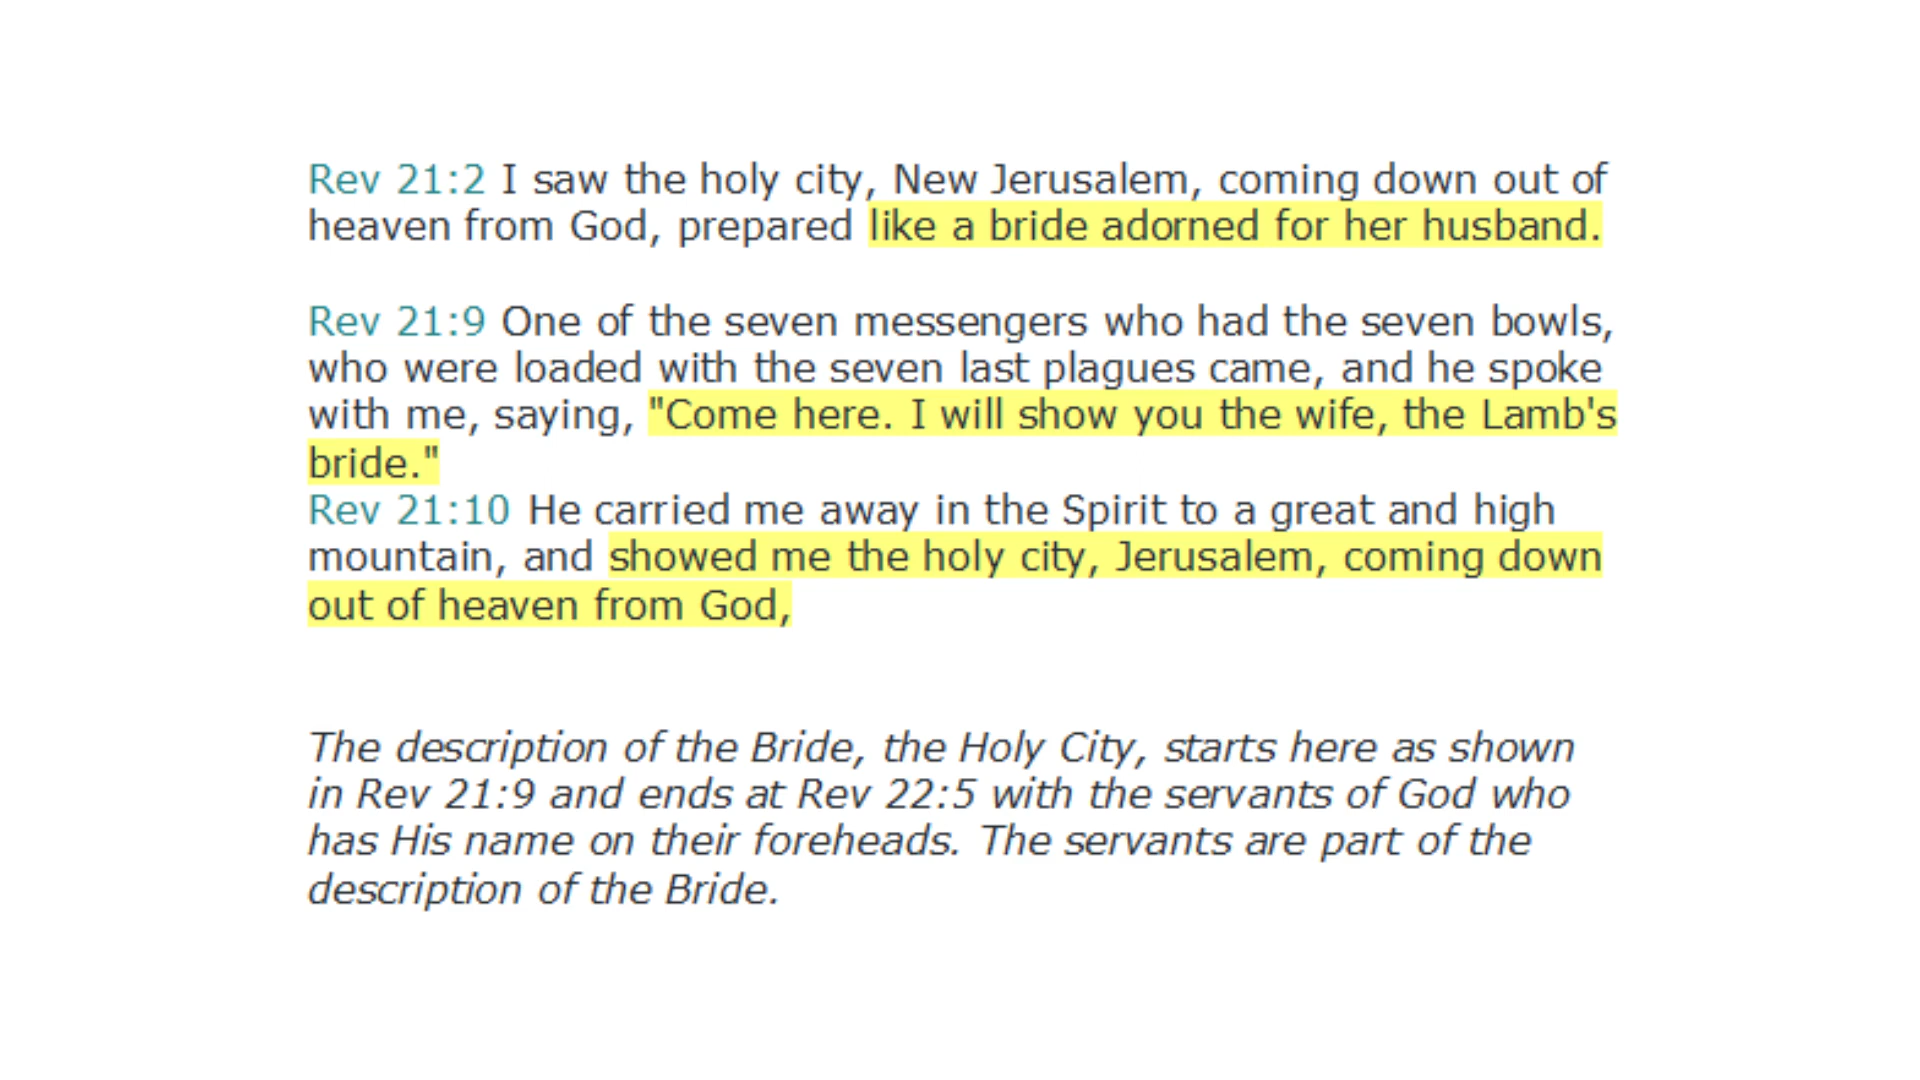 Rev 21:2 I saw the holy city, New Jerusalem, coming down out of
heaven from God, prepared like a bride adorned for her husband.
Rev 21:9 One of the seven messengers who had the seven bowls,
who were loaded with the seven last plagues came, and he spoke
with me, saying, "Come here. I will show you the wife, the Lamb's
bride."
Rev 21:10 He carried me away in the Spirit to a great and high
mountain, and showed me the holy city, Jerusalem, coming down
out of heaven from God,
The description of the Bride, the Holy City, starts here as shown
in Rev 21:9 and ends at Rev 22:5 with the servants of God who
has His name on their foreheads. The servants are part of the
description of the Bride.